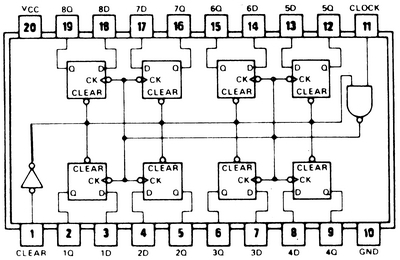 VCC 8Q 8D 7D 7Q 6Q 6D 5D 5Q CLOCK
20 19 18 17 16 15 14 13 12 11
Q D D Q Q D D Q
CK CK CK CK
CLEAR CLEAR CLEAR CLEAR
CLEAR CLEAR CLEAR CLEAR
CK CK CK CK
Q D D Q Q D D Q
1 2 3 4 5 6 7 8 9 10
CLEAR 1Q 1D 2D 2Q 3Q 3D 4D 4Q GND